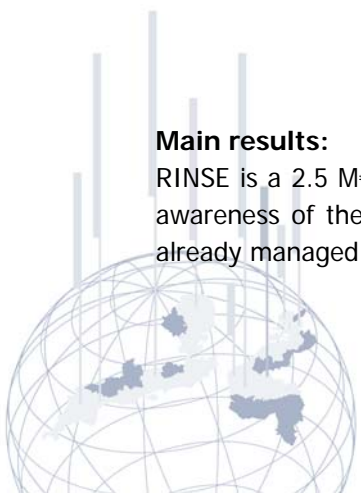 Main results:
RINSE is a 2.5 M
awareness of the
already managed